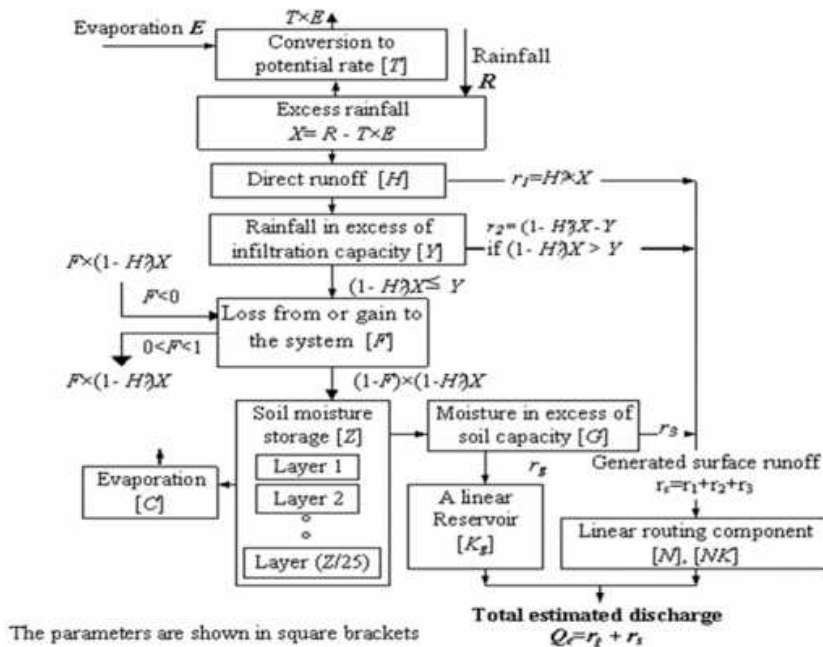 T×E
Evaporation E
Conversion to
potential rate [T]
Rainfall
R
Excess rainfall
X= R - T×E
Direct runoff [H]
r1=H?×X
Rainfall in excess of
infiltration capacity [Y]
r2= (1- H?)X-Y
if (1- H?)X > Y
F×(1- H?)X
F<0
(1- H?)X≤ Y
Loss from or gain to
the system [F]
0<F<1
F×(1- H?)X
(1-F)×(1-H?)X
Soil moisture
storage [Z]
Layer 1
Layer 2
Layer (Z/25)
Evaporation
[C]
Moisture in excess of
soil capacity [G]
r3
rg
Generated surface runoff
rs=r1+r2+r3
A linear
Reservoir
[Kg]
Linear routing component
[N], [NK]
Total estimated discharge
Qe=rg + rs
The parameters are shown in square brackets